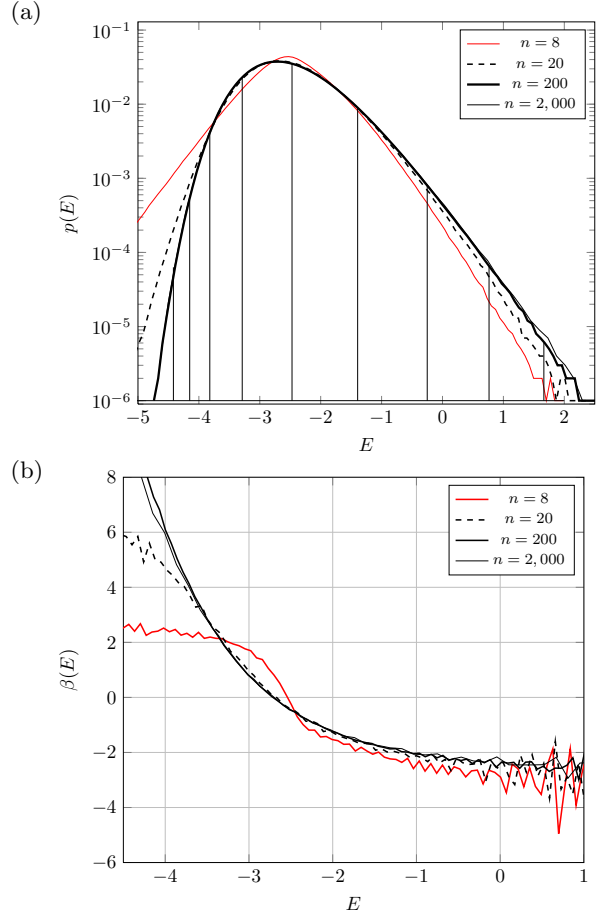 (a)
10⁻¹
10⁻²
10⁻³
10⁻⁴
10⁻⁵
10⁻⁶
p(E)
n = 8
n = 20
n = 200
n = 2, 000
−5 −4 −3 −2 −1 0 1 2
E
(b)
8
6
4
2
0
−2
−4
−6
β(E)
n = 8
n = 20
n = 200
n = 2, 000
−4 −3 −2 −1 0 1
E